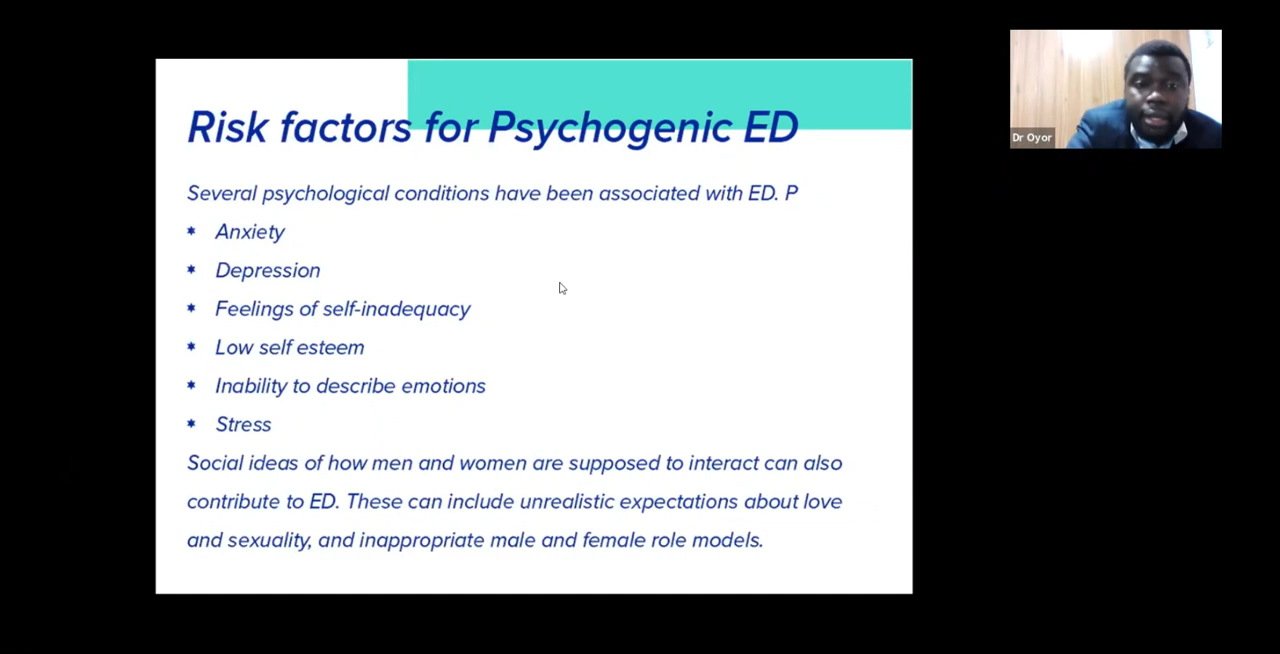 Risk factors for Psychogenic ED
Several psychological conditions have been associated with ED. P
* Anxiety
* Depression
* Feelings of self-inadequacy
* Low self esteem
* Inability to describe emotions
* Stress
Social ideas of how men and women are supposed to interact can also
contribute to ED. These can include unrealistic expectations about love
and sexuality, and inappropriate male and female role models.
Dr Oyor